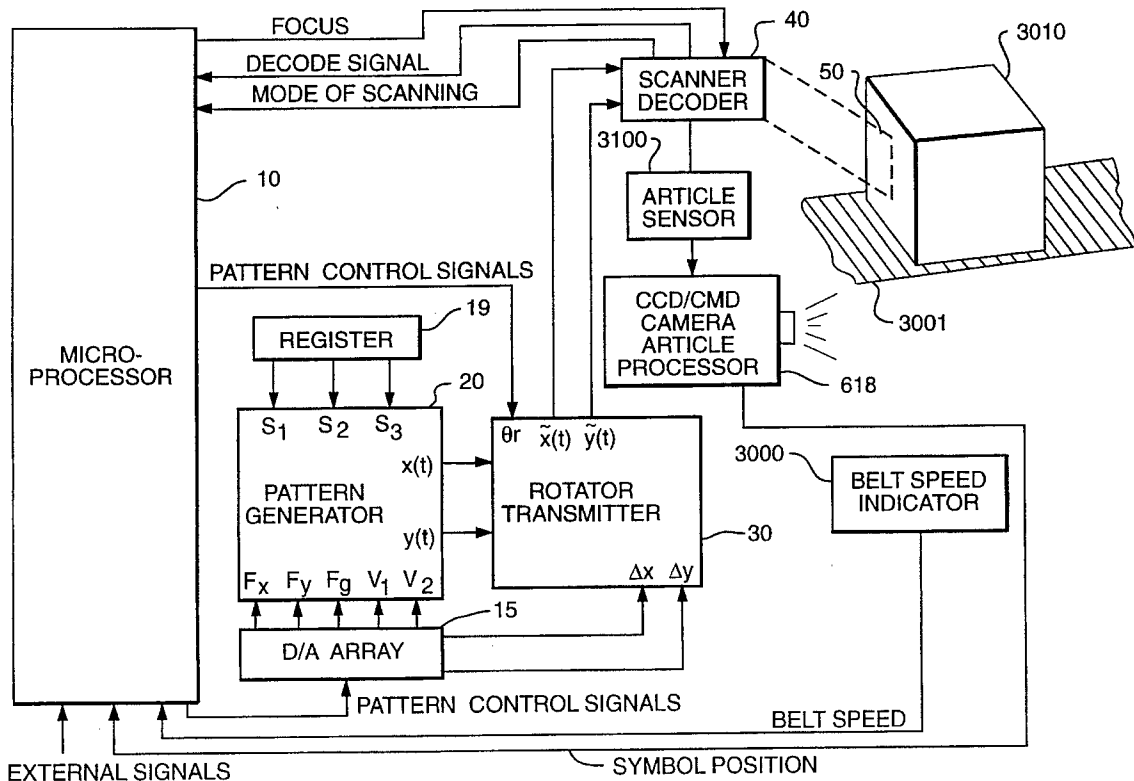 FOCUS
DECODE SIGNAL
MODE OF SCANNING
40
SCANNER
DECODER
3010
50
3100
ARTICLE
SENSOR
10
PATTERN CONTROL SIGNALS
CCD/CMD
CAMERA
ARTICLE
PROCESSOR
3001
618
19
REGISTER
MICRO-
PROCESSOR
20
S1 S2 S3
θr x̃(t) ỹ(t)
x(t)
PATTERN
GENERATOR
y(t)
ROTATOR
TRANSMITTER
30
3000
BELT SPEED
INDICATOR
Fx Fy Fg V1 V2
Δx Δy
15
D/A ARRAY
PATTERN CONTROL SIGNALS
BELT SPEED
EXTERNAL SIGNALS
SYMBOL POSITION